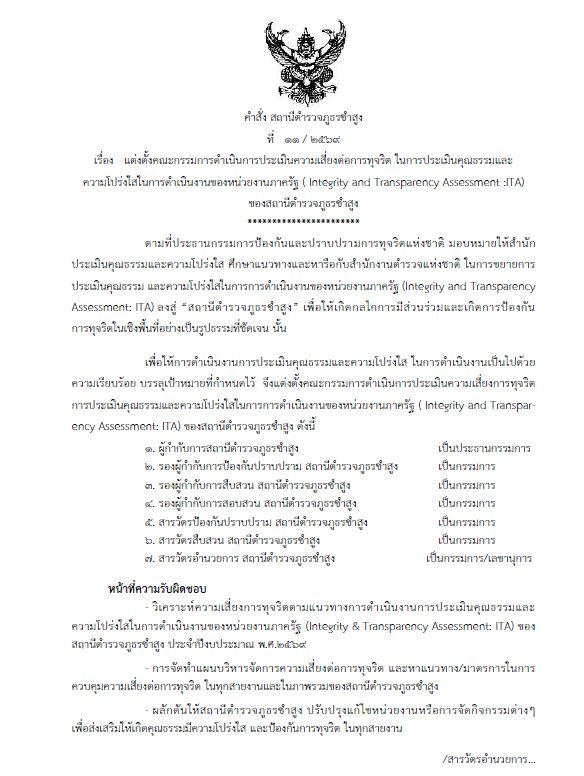 คำสั่ง สถานีตำรวจภูธรซำสูง
ที่ ๑๑ / ๒๕๖๙
เรื่อง แต่งตั้งคณะกรรมการดำเนินการประเมินความเสี่ยงต่อการทุจริต ในการประเมินคุณธรรมและ
ความโปร่งใสในการดำเนินงานของหน่วยงานภาครัฐ ( Integrity and Transparency Assessment :ITA)
ของสถานีตำรวจภูธรซำสูง
***********************
ตามที่ประธานกรรมการป้องกันและปราบปรามการทุจริตแห่งชาติ มอบหมายให้สำนัก
ประเมินคุณธรรมและความโปร่งใส ศึกษาแนวทางและหารือกับสำนักงานตำรวจแห่งชาติ ในการขยายการ
ประเมินคุณธรรม และความโปร่งใสในการการดำเนินงานของหน่วยงานภาครัฐ (Integrity and Transparency
Assessment: ITA) ลงสู่ “สถานีตำรวจภูธรซำสูง” เพื่อให้เกิดกลไกการมีส่วนร่วมและเกิดการป้องกัน
การทุจริตในเชิงพื้นที่อย่างเป็นรูปธรรมที่ชัดเจน นั้น
เพื่อให้การดำเนินงานการประเมินคุณธรรมและความโปร่งใส ในการดำเนินงานเป็นไปด้วย
ความเรียบร้อย บรรลุเป้าหมายที่กำหนดไว้ จึงแต่งตั้งคณะกรรมการดำเนินการประเมินความเสี่ยงการทุจริต
การประเมินคุณธรรมและความโปร่งใสในการการดำเนินงานของหน่วยงานภาครัฐ ( Integrity and Transpar-
ency Assessment: ITA) ของสถานีตำรวจภูธรซำสูง ดังนี้
๑. ผู้กำกับการสถานีตำรวจภูธรซำสูง เป็นประธานกรรมการ
๒. รองผู้กำกับการป้องกันปราบปราม สถานีตำรวจภูธรซำสูง เป็นกรรมการ
๓. รองผู้กำกับการสืบสวน สถานีตำรวจภูธรซำสูง เป็นกรรมการ
๔. รองผู้กำกับการสอบสวน สถานีตำรวจภูธรซำสูง เป็นกรรมการ
๕. สารวัตรป้องกันปราบปราม สถานีตำรวจภูธรซำสูง เป็นกรรมการ
๖. สารวัตรสืบสวน สถานีตำรวจภูธรซำสูง เป็นกรรมการ
๗. สารวัตรอำนวยการ สถานีตำรวจภูธรซำสูง เป็นกรรมการ/เลขานุการ
หน้าที่ความรับผิดชอบ
- วิเคราะห์ความเสี่ยงการทุจริตตามแนวทางการดำเนินงานการประเมินคุณธรรมและ
ความโปร่งใสในการดำเนินงานของหน่วยงานภาครัฐ (Integrity & Transparency Assessment: ITA) ของ
สถานีตำรวจภูธรซำสูง ประจำปีงบประมาณ พ.ศ.๒๕๖๙
- การจัดทำแผนบริหารจัดการความเสี่ยงต่อการทุจริต และหาแนวทาง/มาตรการในการ
ควบคุมความเสี่ยงต่อการทุจริต ในทุกสายงานและในภาพรวมของสถานีตำรวจภูธรซำสูง
- ผลักดันให้สถานีตำรวจภูธรซำสูง ปรับปรุงแก้ไขหน่วยงานหรือการจัดกิจกรรมต่างๆ
เพื่อส่งเสริมให้เกิดคุณธรรมมีความโปร่งใส และป้องกันการทุจริต ในทุกสายงาน
/สารวัตรอำนวยการ...